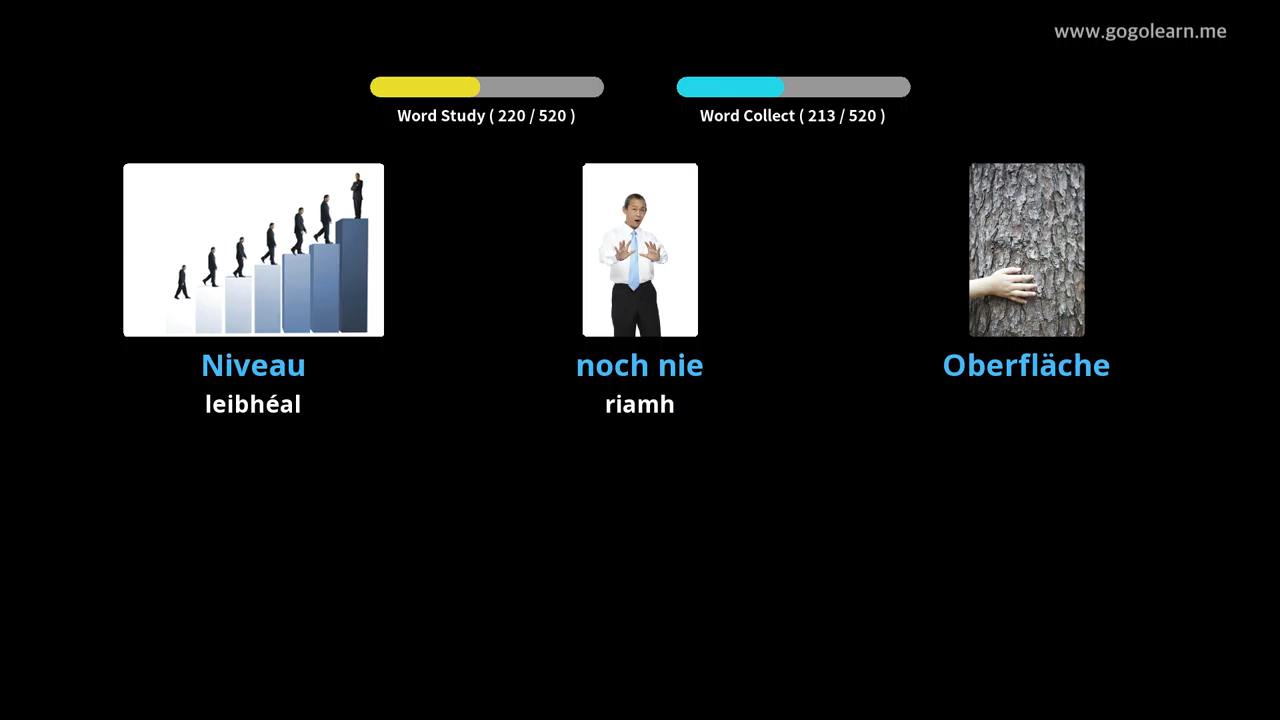 www.gogolearn.me
Word Study ( 220 / 520 )
Word Collect ( 213 / 520 )
Niveau
leibhéal
noch nie
riamh
Oberfläche